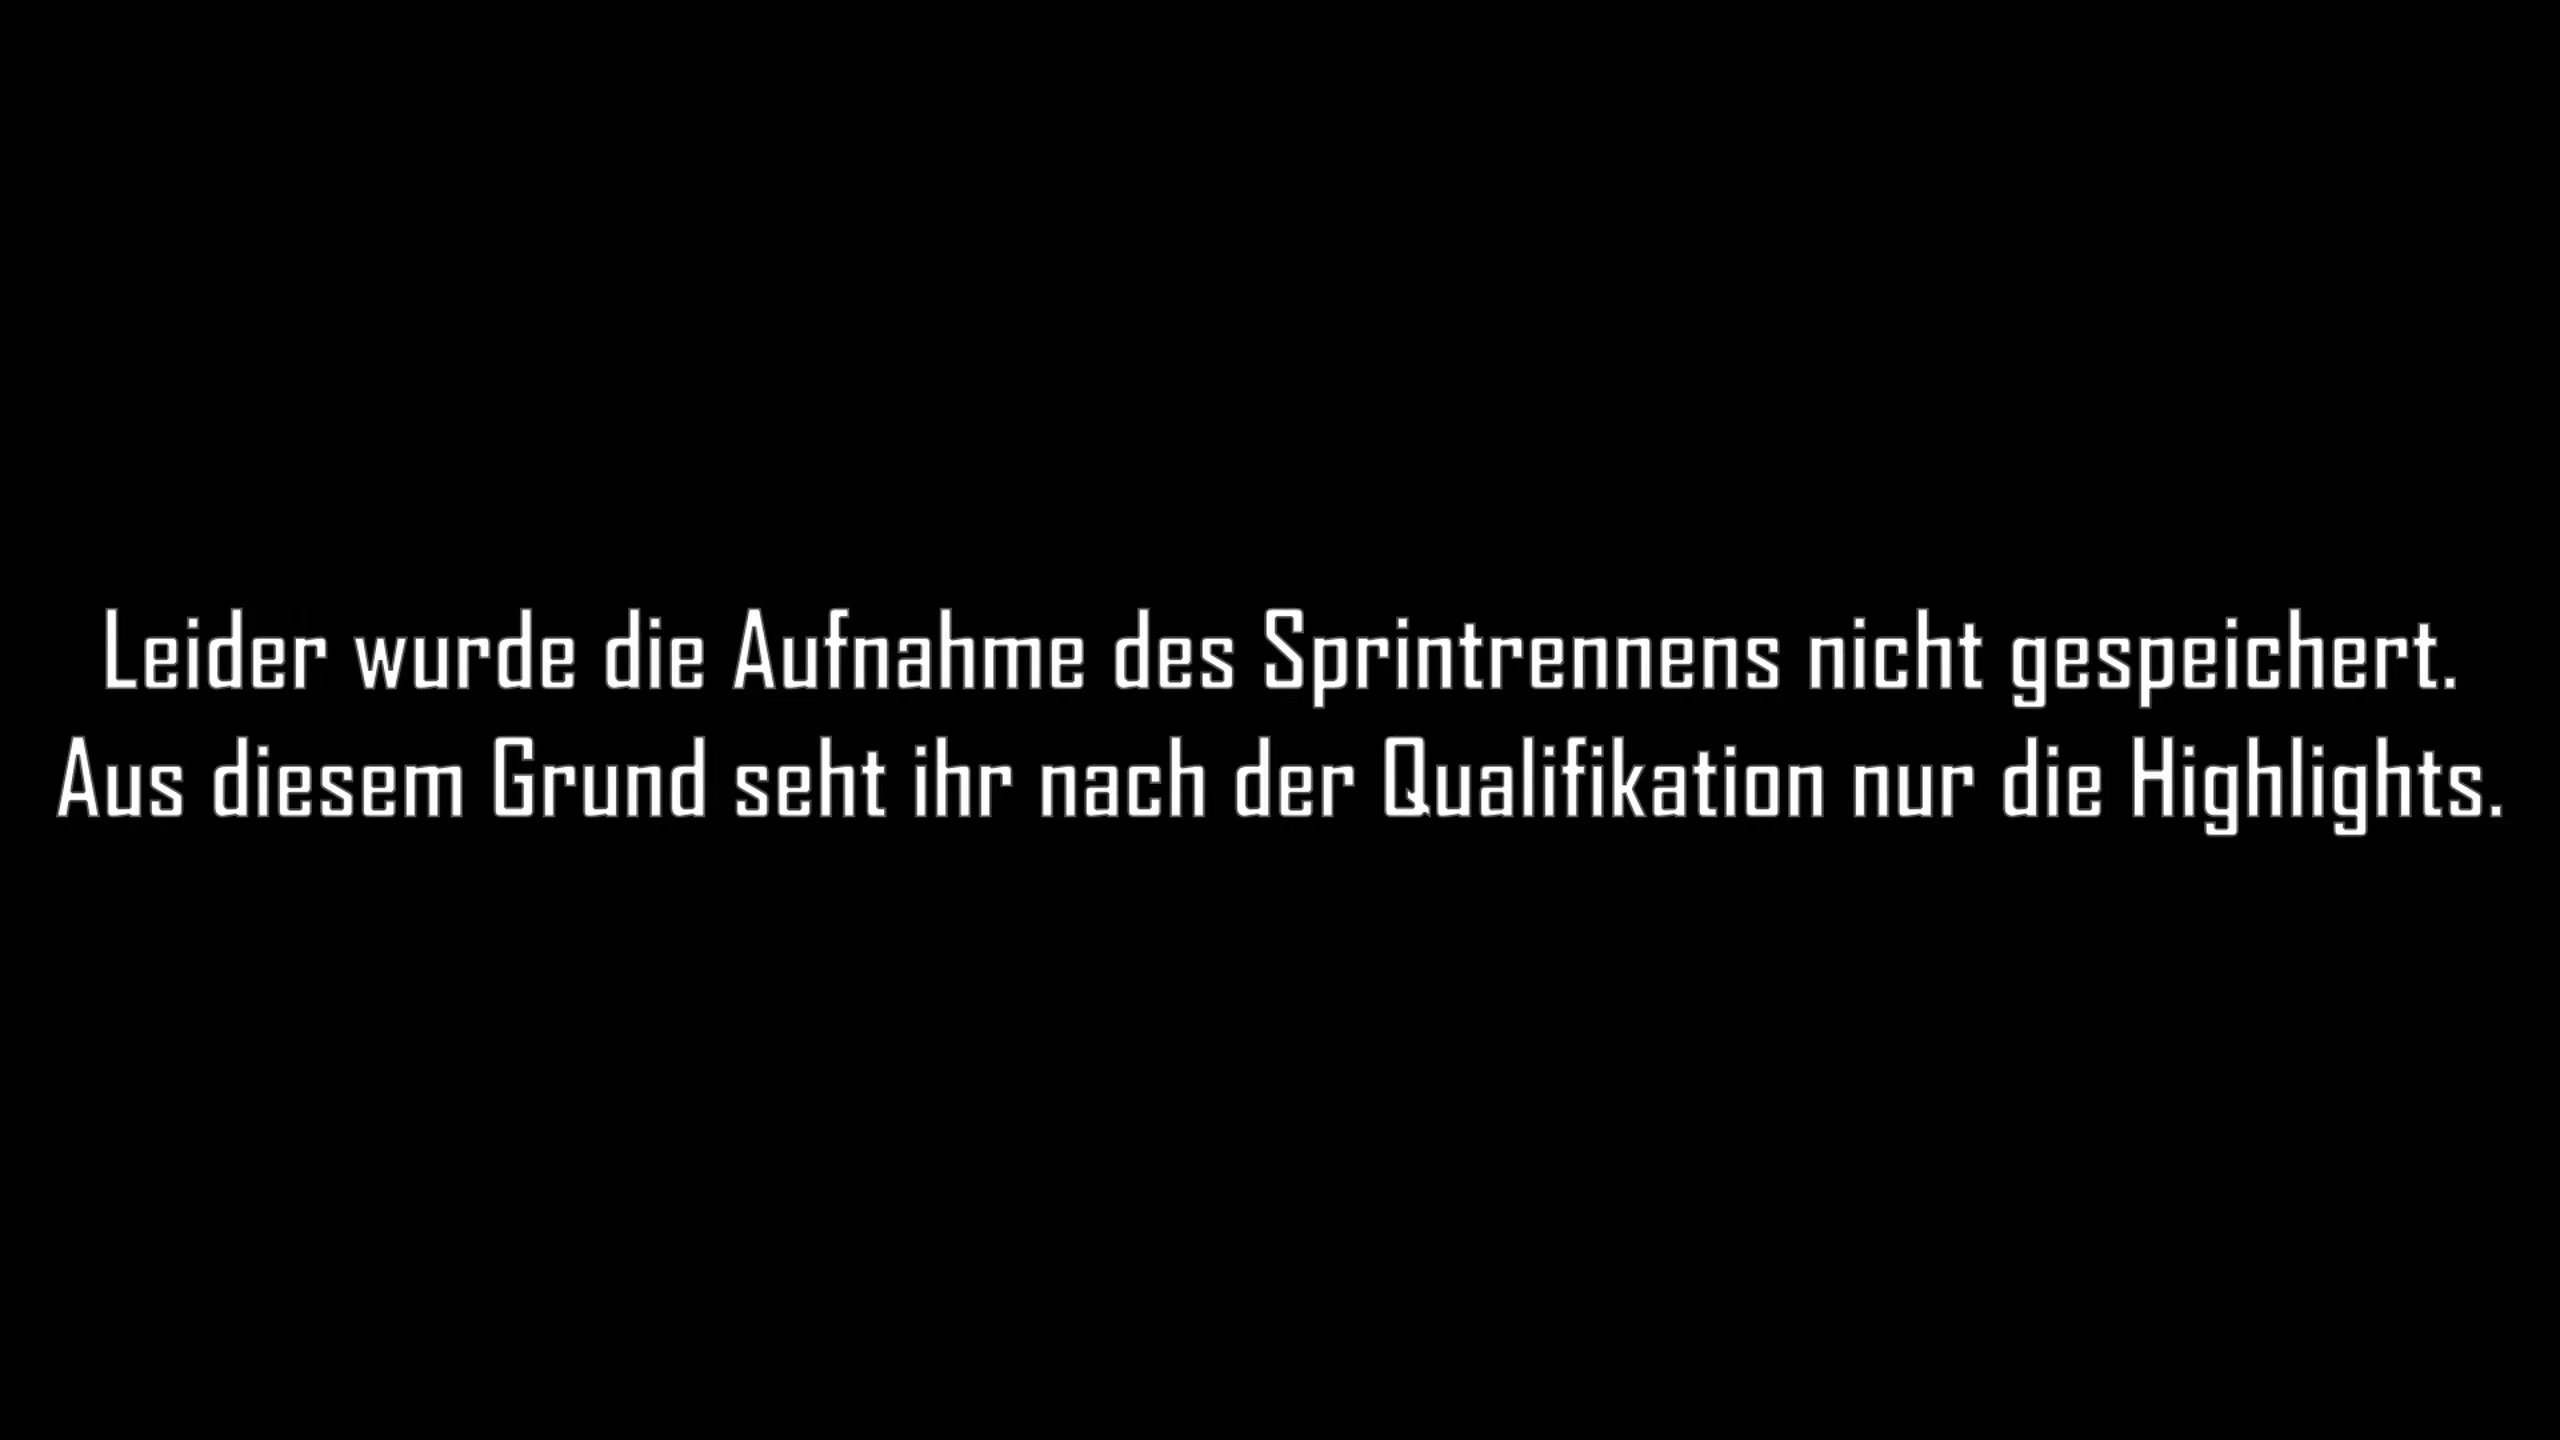 Leider wurde die Aufnahme des Sprintrennens nicht gespeichert.
Aus diesem Grund seht ihr nach der Qualifikation nur die Highlights.